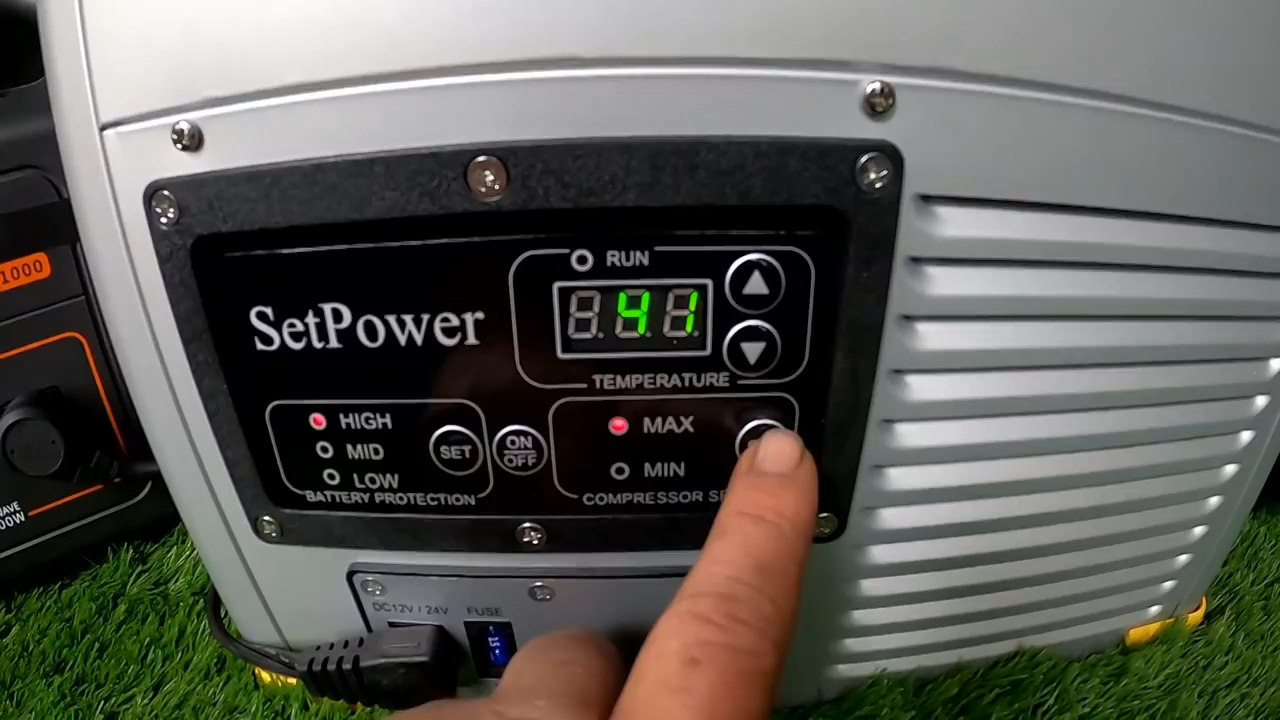 1000
RUN
41
SetPower
TEMPERATURE
HIGH
MID
LOW
SET
ON
OFF
BATTERY PROTECTION
MAX
MIN
COMPRESSOR
DC12V / 24V
FUSE
15